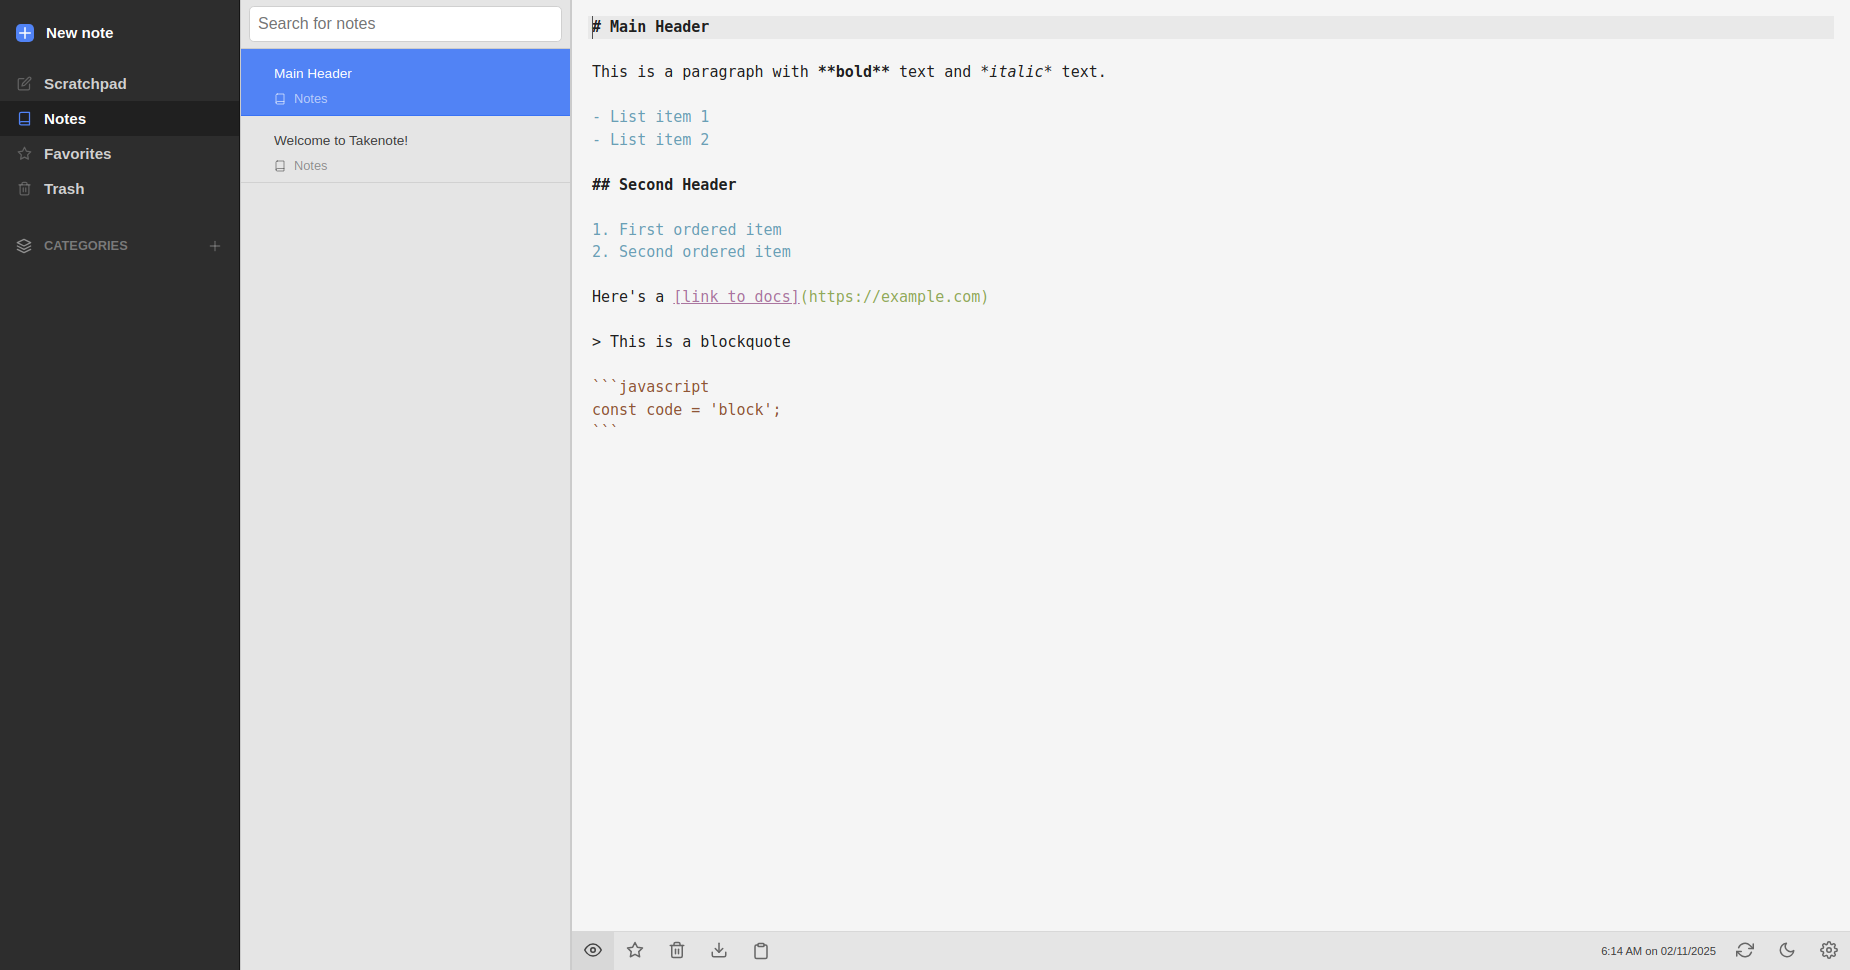 New note
Scratchpad
Notes
Favorites
Trash
CATEGORIES
Search for notes
Main Header
Notes
Welcome to Takenote!
Notes
# Main Header
This is a paragraph with **bold** text and *italic* text.
- List item 1
- List item 2
## Second Header
1. First ordered item
2. Second ordered item
Here's a [link to docs](https://example.com)
> This is a blockquote
```javascript
const code = 'block';
```
6:14 AM on 02/11/2025